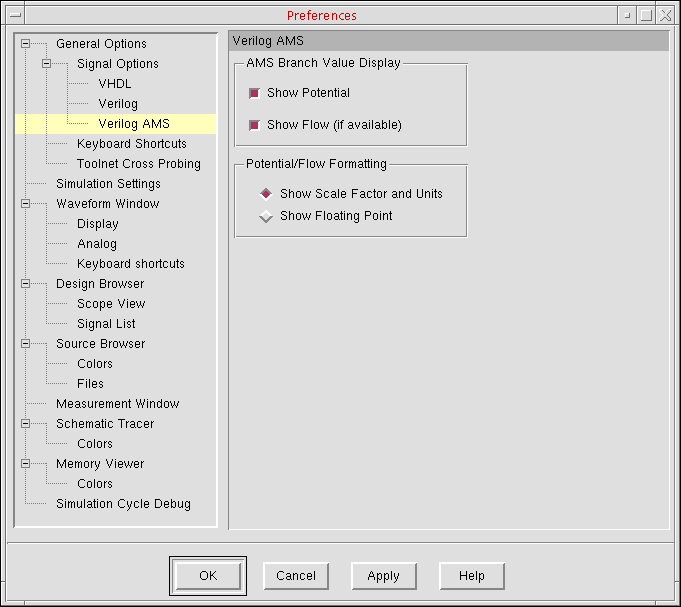 Preferences
General Options
Signal Options
VHDL
Verilog
Verilog AMS
Keyboard Shortcuts
Toolnet Cross Probing
Simulation Settings
Waveform Window
Display
Analog
Keyboard shortcuts
Design Browser
Scope View
Signal List
Source Browser
Colors
Files
Measurement Window
Schematic Tracer
Colors
Memory Viewer
Colors
Simulation Cycle Debug
Verilog AMS
AMS Branch Value Display
Show Potential
Show Flow (if available)
Potential/Flow Formatting
Show Scale Factor and Units
Show Floating Point
OK
Cancel
Apply
Help